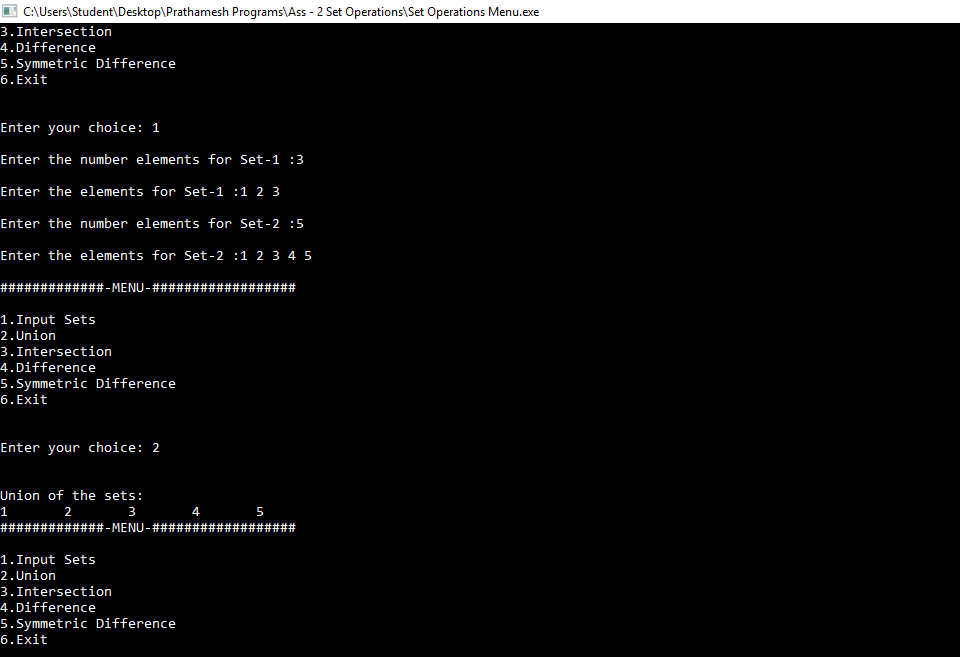 C:\Users\Student\Desktop\Prathamesh Programs\Ass - 2 Set Operations\Set Operations Menu.exe
3.Intersection
4.Difference
5.Symmetric Difference
6.Exit
Enter your choice: 1
Enter the number elements for Set-1 :3
Enter the elements for Set-1 :1 2 3
Enter the number elements for Set-2 :5
Enter the elements for Set-2 :1 2 3 4 5
#############-MENU-##################
1.Input Sets
2.Union
3.Intersection
4.Difference
5.Symmetric Difference
6.Exit
Enter your choice: 2
Union of the sets:
1       2       3       4       5
#############-MENU-##################
1.Input Sets
2.Union
3.Intersection
4.Difference
5.Symmetric Difference
6.Exit